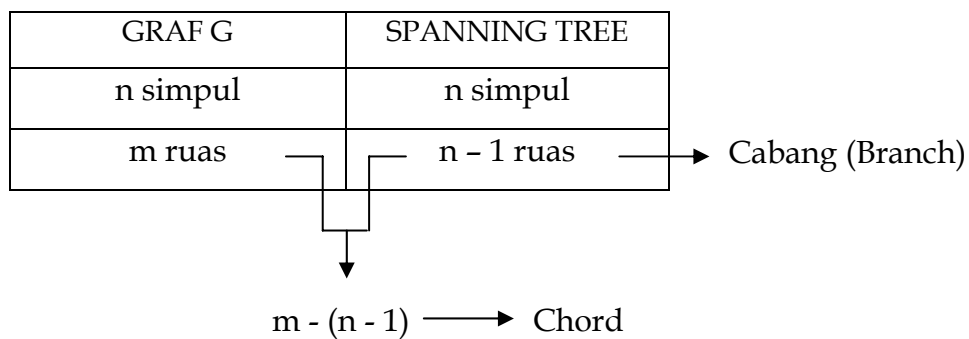 GRAF G SPANNING TREE
n simpul n simpul
m ruas n – 1 ruas Cabang (Branch)
m - (n - 1) Chord